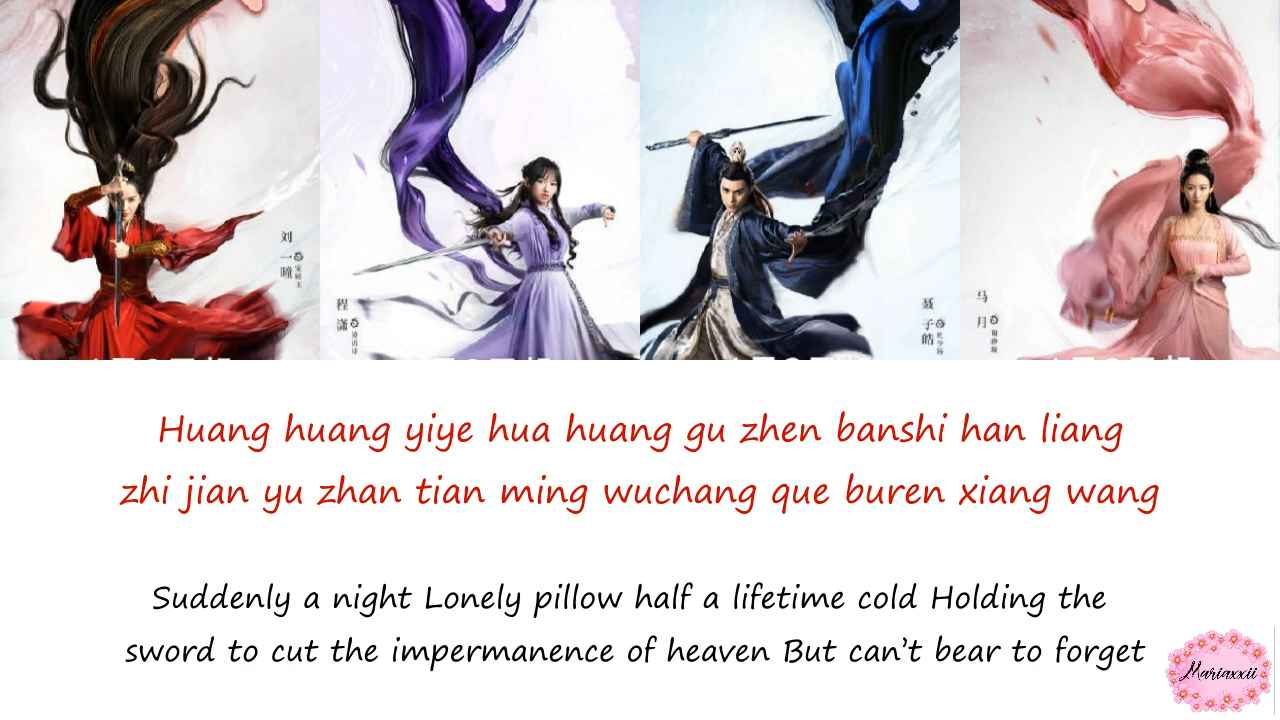 刘一瞳
程潇
聂子皓
马月
Huang huang yiye hua huang gu zhen banshi han liang
zhi jian yu zhan tian ming wuchang que buren xiang wang
Suddenly a night Lonely pillow half a lifetime cold Holding the
sword to cut the impermanence of heaven But can't bear to forget
Mariaxxii